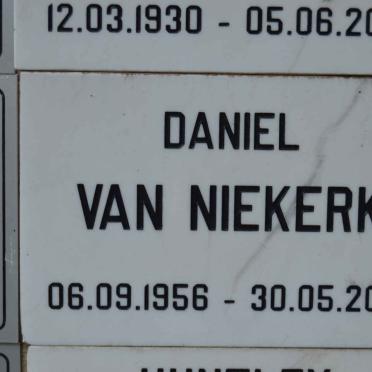 12.03.1930 - 05.06.20
DANIEL
VAN NIEKERK
06.09.1956 - 30.05.20